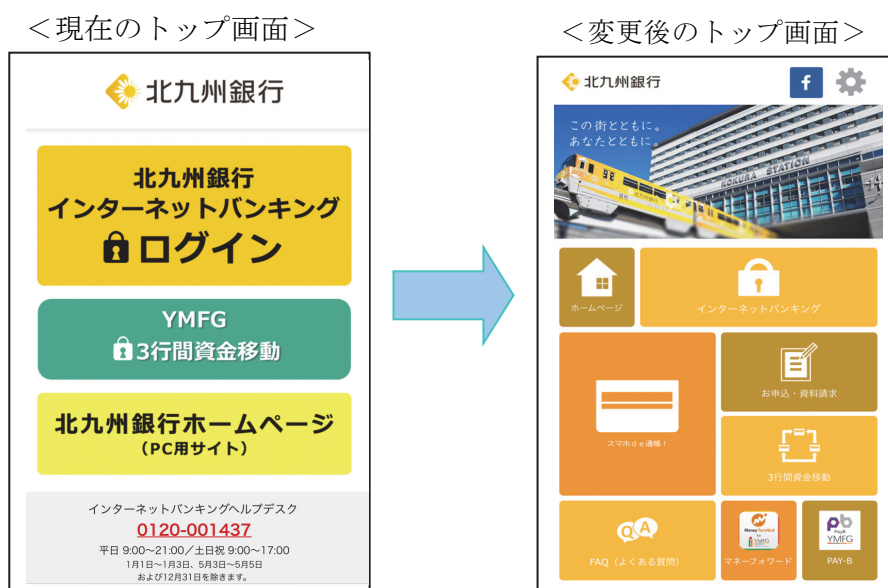 ＜現在のトップ画面＞
北九州銀行
北九州銀行
インターネットバンキング
ログイン
YMFG
3行間資金移動
北九州銀行ホームページ
（PC用サイト）
インターネットバンキングヘルプデスク
0120-001437
平日 9:00～21:00／土日祝 9:00～17:00
1月1日～1月3日、5月3日～5月5日
および12月31日を除きます。
＜変更後のトップ画面＞
北九州銀行
f
この街とともに。
あなたとともに。
KOKURA STATION
北九州銀行
ホームページ
インターネットバンキング
スマホｄｅ通帳！
お申込・資料請求
3行間資金移動
QA
FAQ（よくある質問）
Money Forward
for
YMFG
マネーフォワード
pb
PayB
YMFG
PAY-B